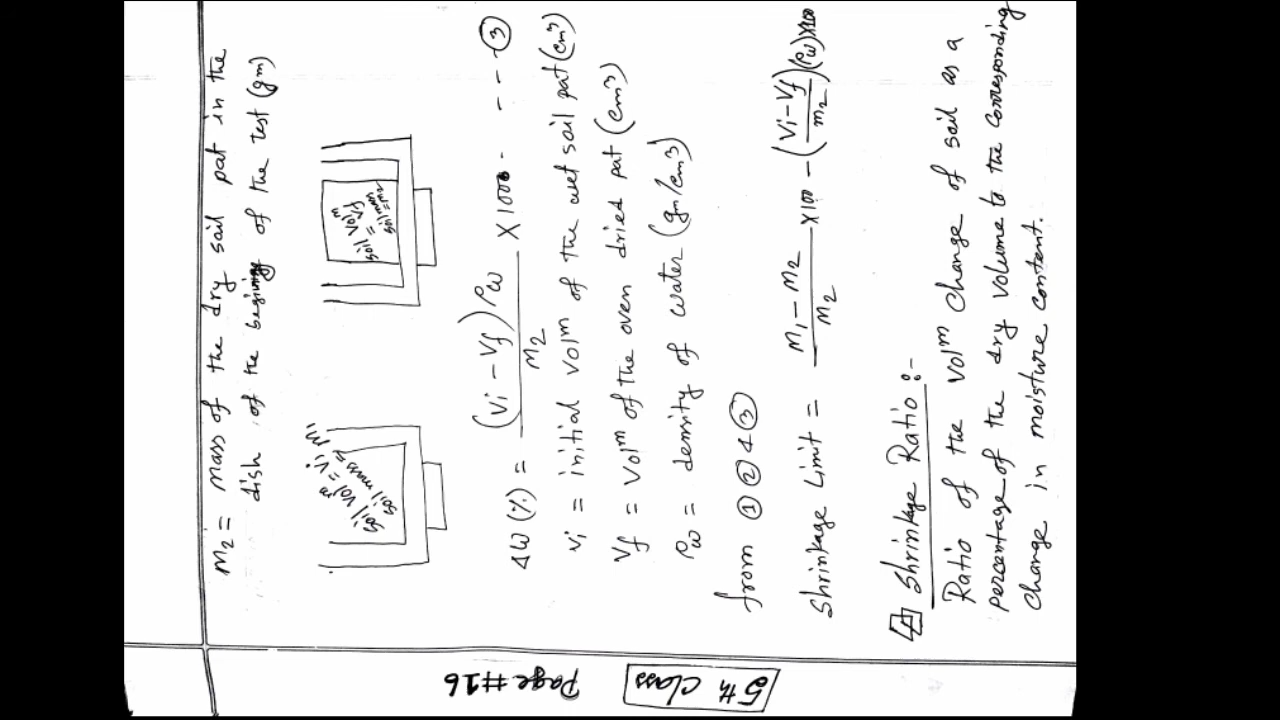 5th class Page #16
m2 = mass of the dry soil pat in the
dish of the begining of the test (gm)
soil volm = Vi
soil mass = m1
soil volm = Vf
soil mass = m2
ΔW (%) = (Vi - Vf) ρw / m2 × 100 - - - - ③
Vi = initial volm of the wet soil pat (cm³)
Vf = volm of the oven dried pat (cm³)
ρw = density of water (gm/cm³)
from ① ② & ③
Shrinkage Limit = m1 - m2 / m2 × 100 - (Vi - Vf / m2) (ρw) × 100
Shrinkage Ratio :-
Ratio of the volm change of soil as a
percentage of the dry volume to the corresponding
change in moisture content.